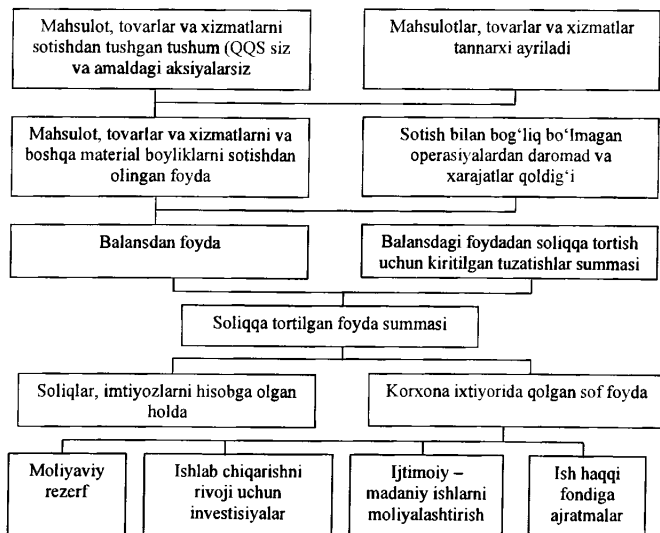 Mahsulot, tovarlar va xizmatlarni
sotishdan tushgan tushum (QQS siz
va amaldagi aksiyalarsiz
Mahsulotlar, tovarlar va xizmatlar
tannarxi ayriladi
Mahsulot, tovarlar va xizmatlarni va
boshqa material boyliklarni sotishdan
olingan foyda
Sotish bilan bog‘liq bo‘lmagan
operasiyalardan daromad va
xarajatlar qoldig‘i
Balansdan foyda
Balansdagi foydadan soliqqa tortish
uchun kiritilgan tuzatishlar summasi
Soliqqa tortilgan foyda summasi
Soliqlar, imtiyozlarni hisobga olgan
holda
Korxona ixtiyorida qolgan sof foyda
Moliyaviy
rezerf
Ishlab chiqarishni
rivoji uchun
investisiyalar
Ijtimoiy –
madaniy ishlarni
moliyalashtirish
Ish haqqi
fondiga
ajratmalar